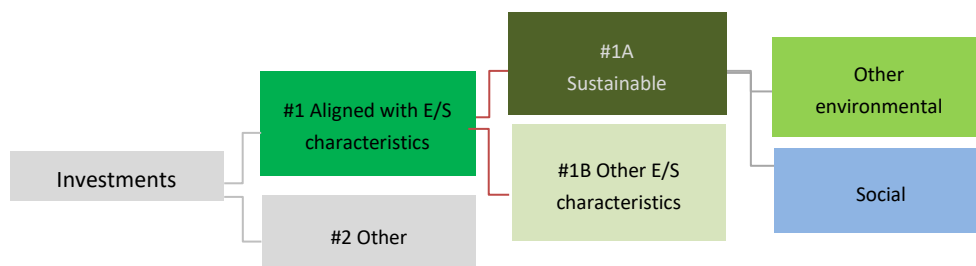 Investments
#1 Aligned with E/S
characteristics
#2 Other
#1A
Sustainable
#1B Other E/S
characteristics
Other
environmental
Social